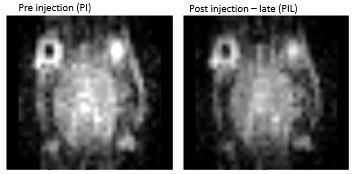 Pre injection (PI)
Post injection – late (PIL)